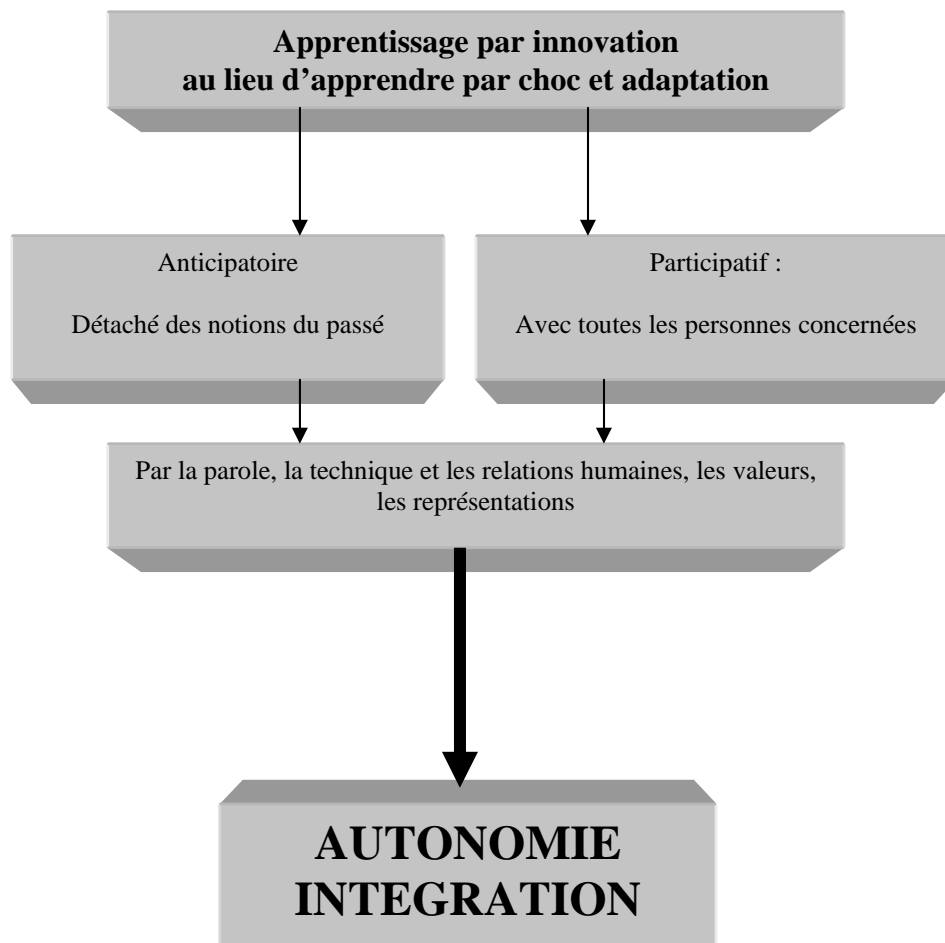 Apprentissage par innovation
au lieu d’apprendre par choc et adaptation
Anticipatoire
Détaché des notions du passé
Participatif :
Avec toutes les personnes concernées
Par la parole, la technique et les relations humaines, les valeurs,
les représentations
AUTONOMIE
INTEGRATION